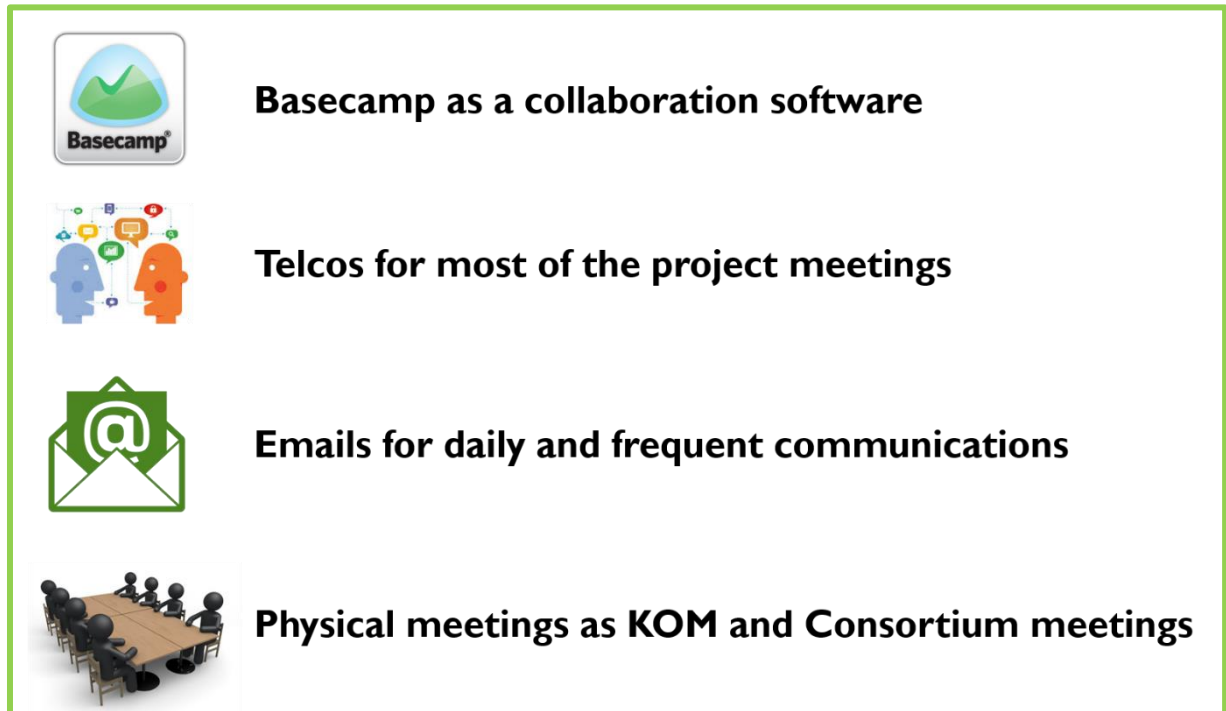 Basecamp®
Basecamp as a collaboration software
Telcos for most of the project meetings
@
Emails for daily and frequent communications
Physical meetings as KOM and Consortium meetings